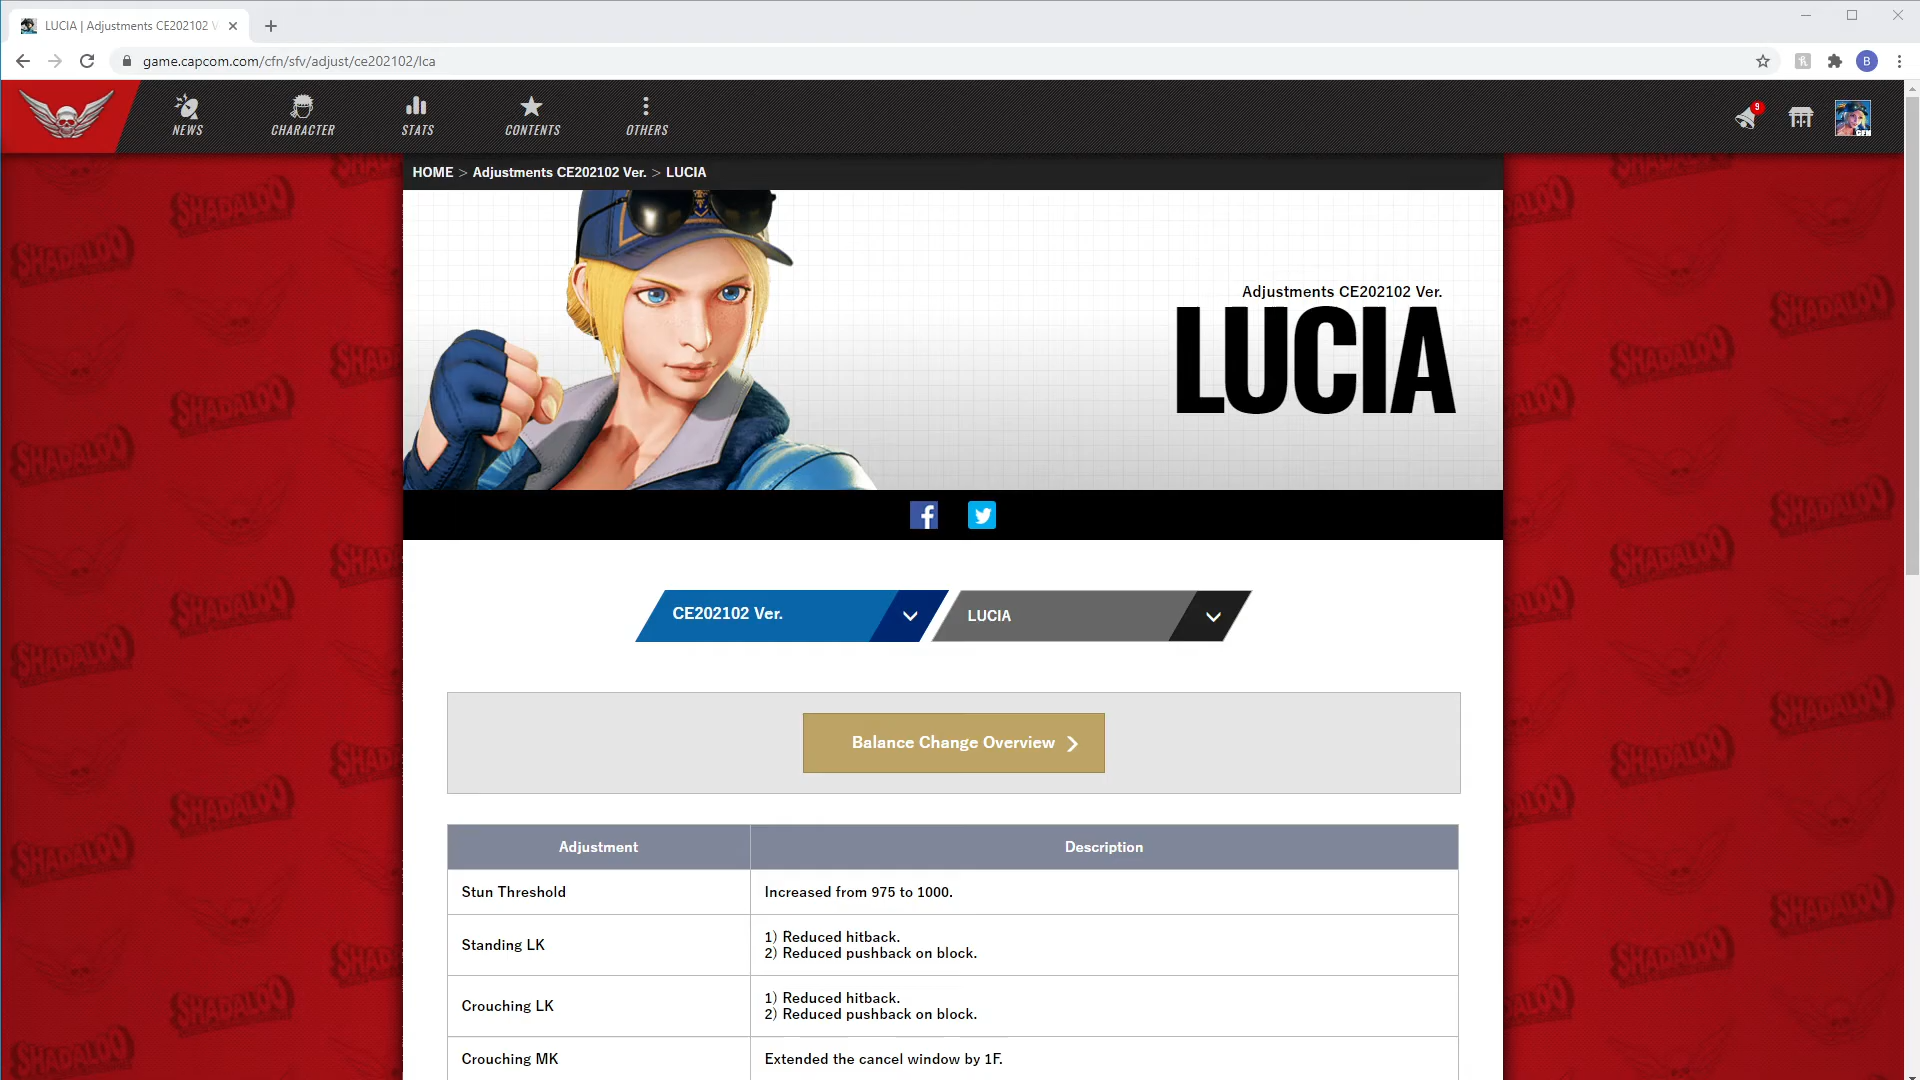 LUCIA | Adjustments CE202102 V
game.capcom.com/cfn/sfv/adjust/ce202102/lca
B
NEWS
CHARACTER
STATS
CONTENTS
OTHERS
9
CFN
HOME > Adjustments CE202102 Ver. > LUCIA
Adjustments CE202102 Ver.
LUCIA
CE202102 Ver.
LUCIA
Balance Change Overview
Adjustment
Description
Stun Threshold
Increased from 975 to 1000.
Standing LK
1) Reduced hitback.
2) Reduced pushback on block.
Crouching LK
1) Reduced hitback.
2) Reduced pushback on block.
Crouching MK
Extended the cancel window by 1F.
SHADALOO